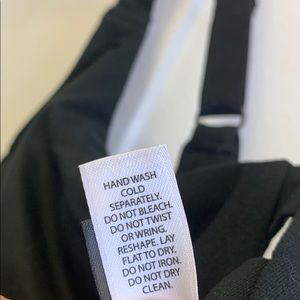 HAND WASH
COLD
SEPARATELY.
DO NOT BLEACH.
DO NOT TWIST
OR WRING,
RESHAPE. LAY
FLAT TO DRY.
DO NOT IRON.
DO NOT DRY
CLEAN.